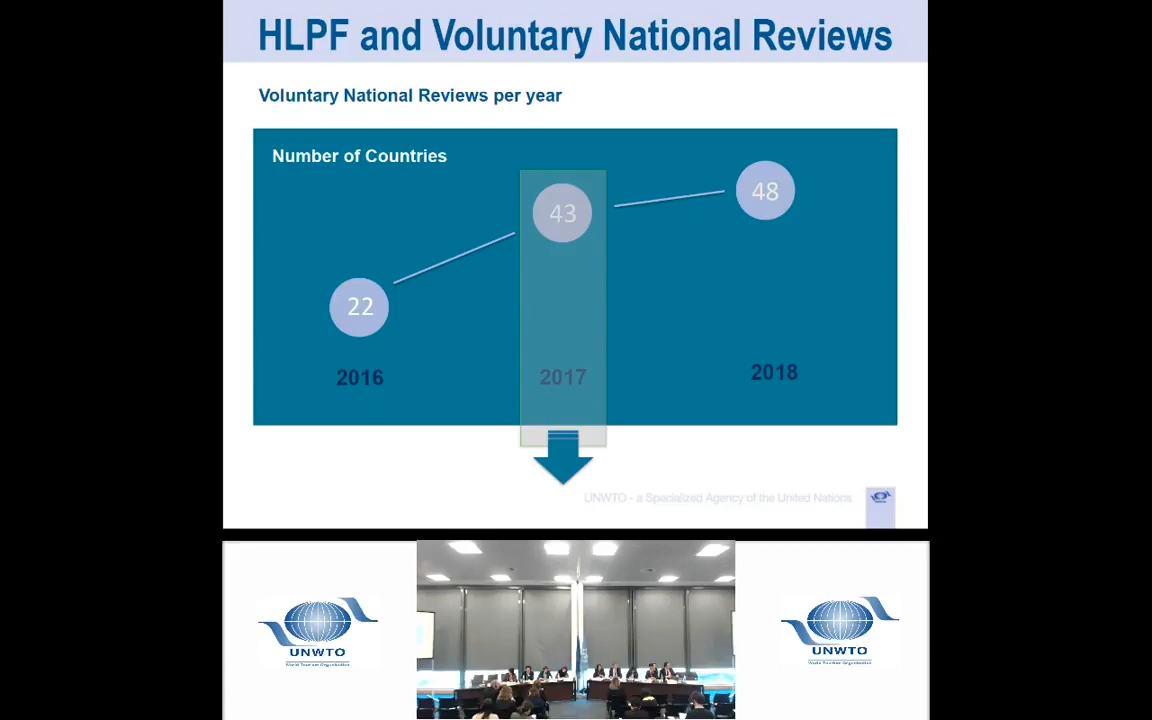 HLPF and Voluntary National Reviews
Voluntary National Reviews per year
Number of Countries
22
43
48
2016
2017
2018
UNWTO - a Specialized Agency of the United Nations
UNWTO
World Tourism Organization
UNWTO
World Tourism Organization